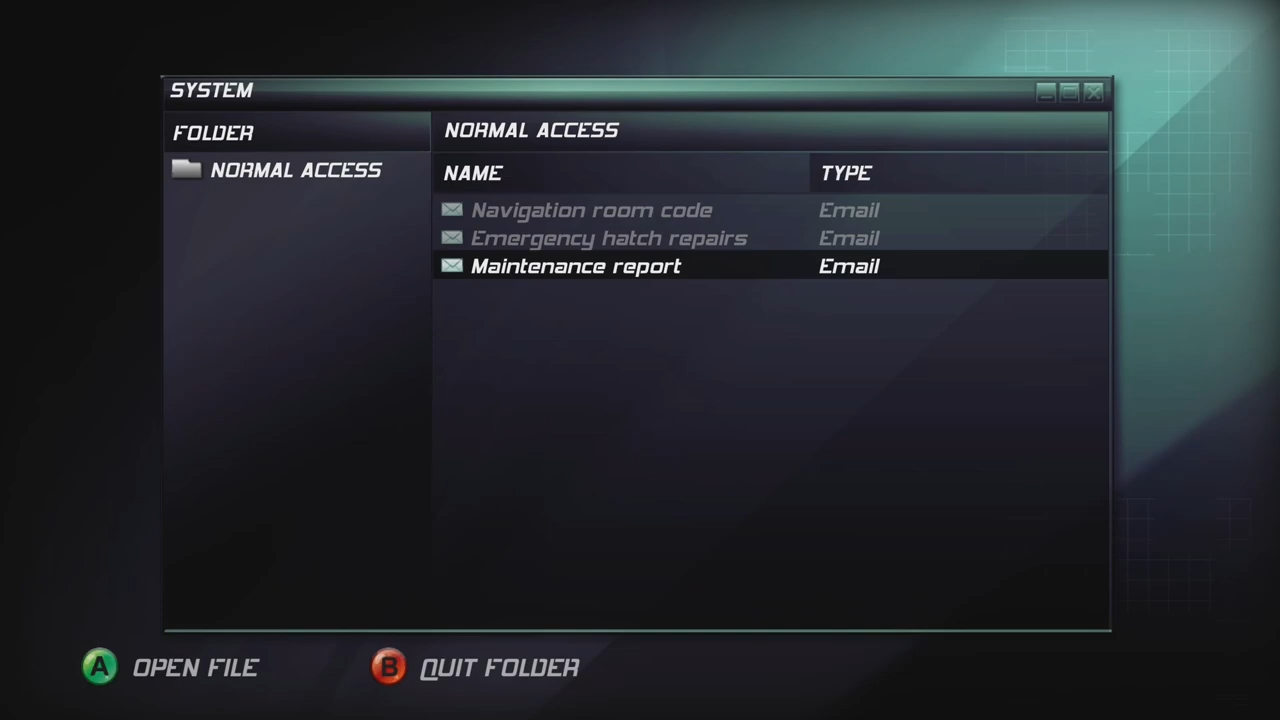 SYSTEM
FOLDER
NORMAL ACCESS
NORMAL ACCESS
NAME TYPE
Navigation room code Email
Emergency hatch repairs Email
Maintenance report Email
A OPEN FILE B QUIT FOLDER